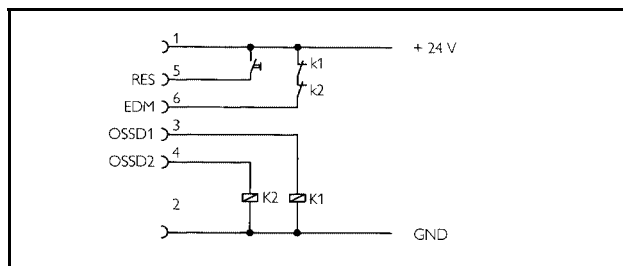 1
+ 24 V
k1
RES 5
k2
EDM 6
OSSD1 3
OSSD2 4
K2 K1
2
GND